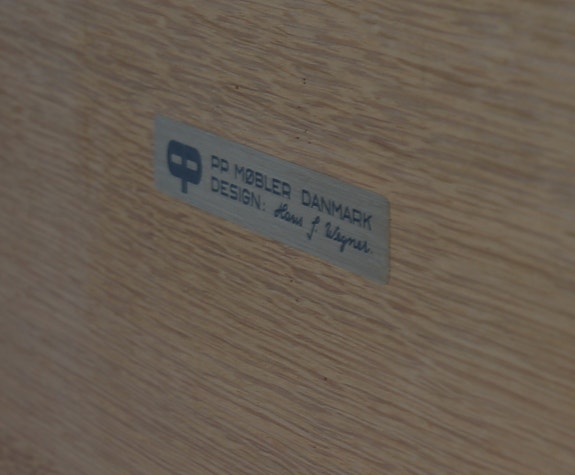 PP MØBLER DANMARK
DESIGN: Hans J. Wegner.